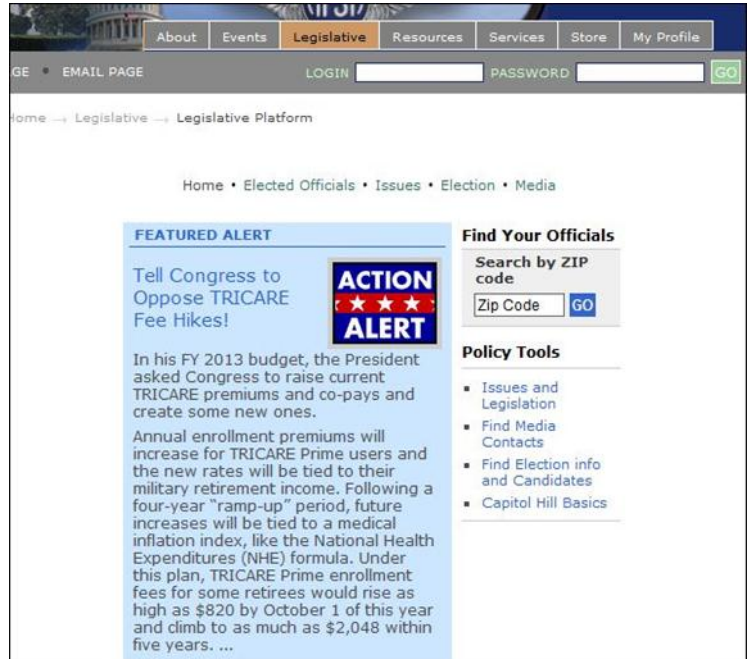 About Events Legislative Resources Services Store My Profile
GE • EMAIL PAGE LOGIN PASSWORD GO
Home → Legislative → Legislative Platform
Home • Elected Officials • Issues • Election • Media
FEATURED ALERT
Tell Congress to
Oppose TRICARE
Fee Hikes!
ACTION
ALERT
In his FY 2013 budget, the President
asked Congress to raise current
TRICARE premiums and co-pays and
create some new ones.
Annual enrollment premiums will
increase for TRICARE Prime users and
the new rates will be tied to their
military retirement income. Following a
four-year “ramp-up” period, future
increases will be tied to a medical
inflation index, like the National Health
Expenditures (NHE) formula. Under
this plan, TRICARE Prime enrollment
fees for some retirees would rise as
high as $820 by October 1 of this year
and climb to as much as $2,048 within
five years. ...
Find Your Officials
Search by ZIP
code
Zip Code GO
Policy Tools
Issues and
Legislation
Find Media
Contacts
Find Election info
and Candidates
Capitol Hill Basics